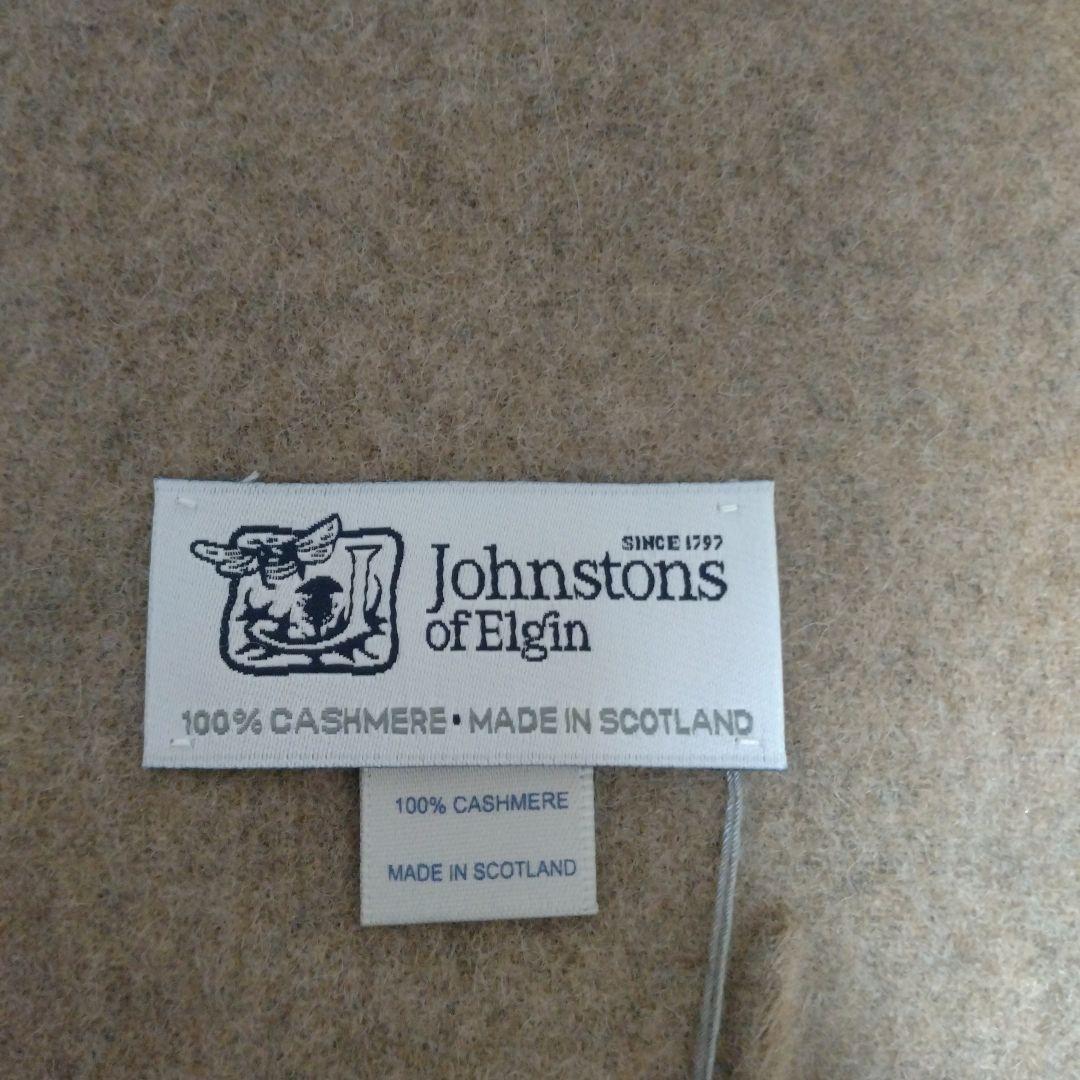 SINCE 1797
Johnstons
of Elgin
100% CASHMERE • MADE IN SCOTLAND
100% CASHMERE
MADE IN SCOTLAND